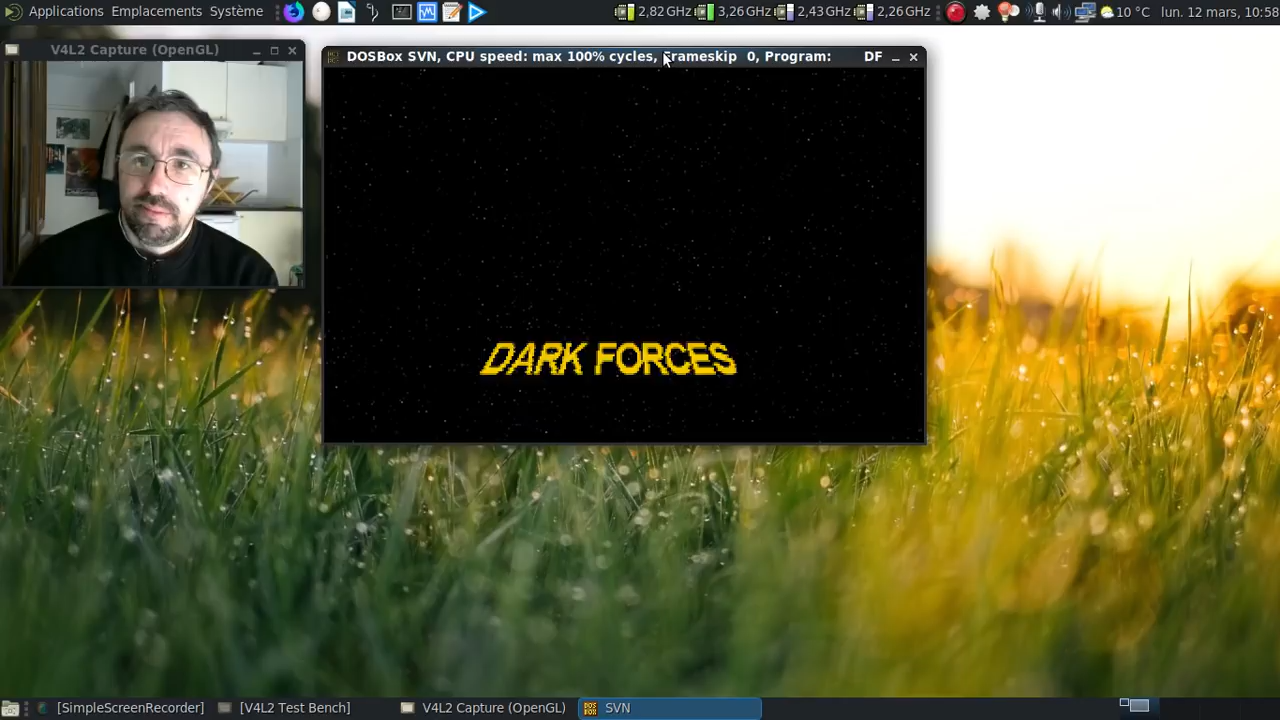 Applications Emplacements Système 2,82 GHz 3,26 GHz 2,43 GHz 2,26 GHz 10 °C lun. 12 mars, 10:58
V4L2 Capture (OpenGL)
DOSBox SVN, CPU speed: max 100% cycles, Frameskip 0, Program: DF
DARK FORCES
[SimpleScreenRecorder] [V4L2 Test Bench] V4L2 Capture (OpenGL) SVN